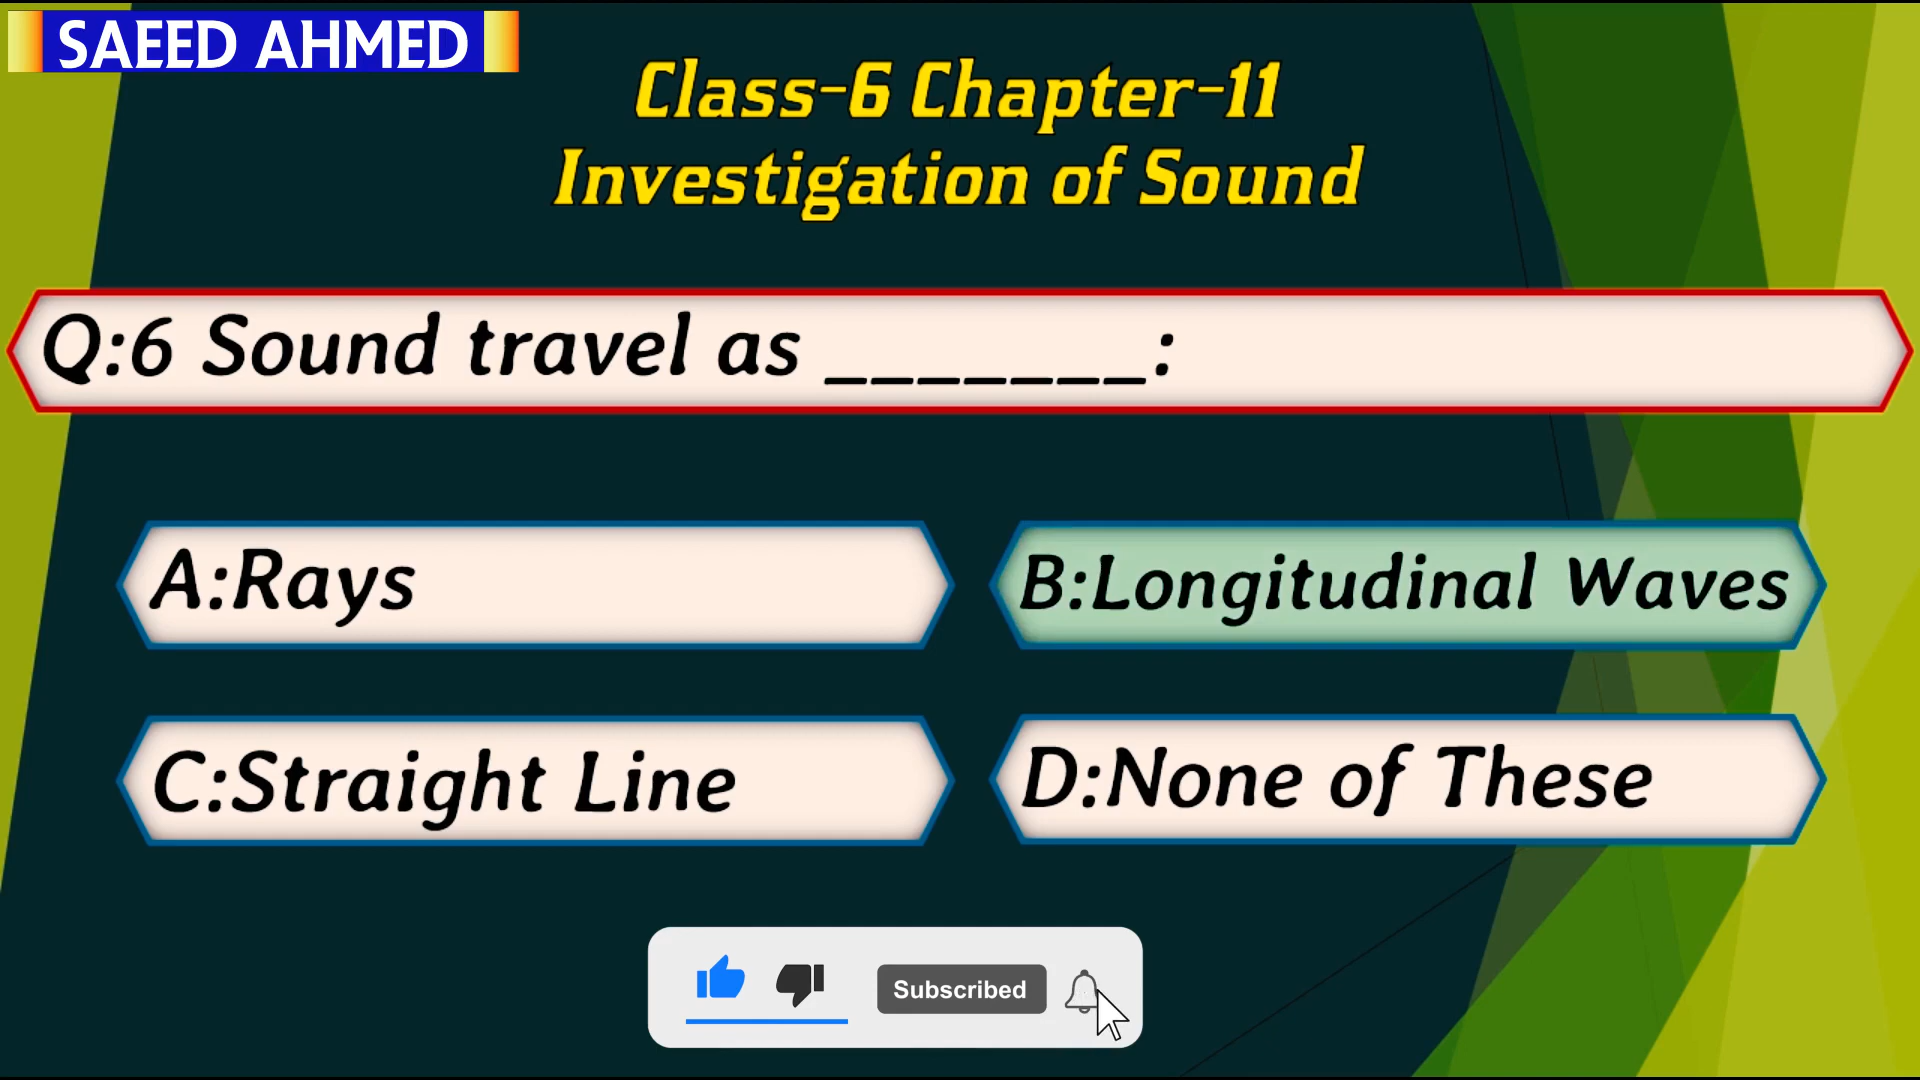 SAEED AHMED
Class-6 Chapter-11
Investigation of Sound
Q:6 Sound travel as _______:
A:Rays
B:Longitudinal Waves
C:Straight Line
D:None of These
Subscribed